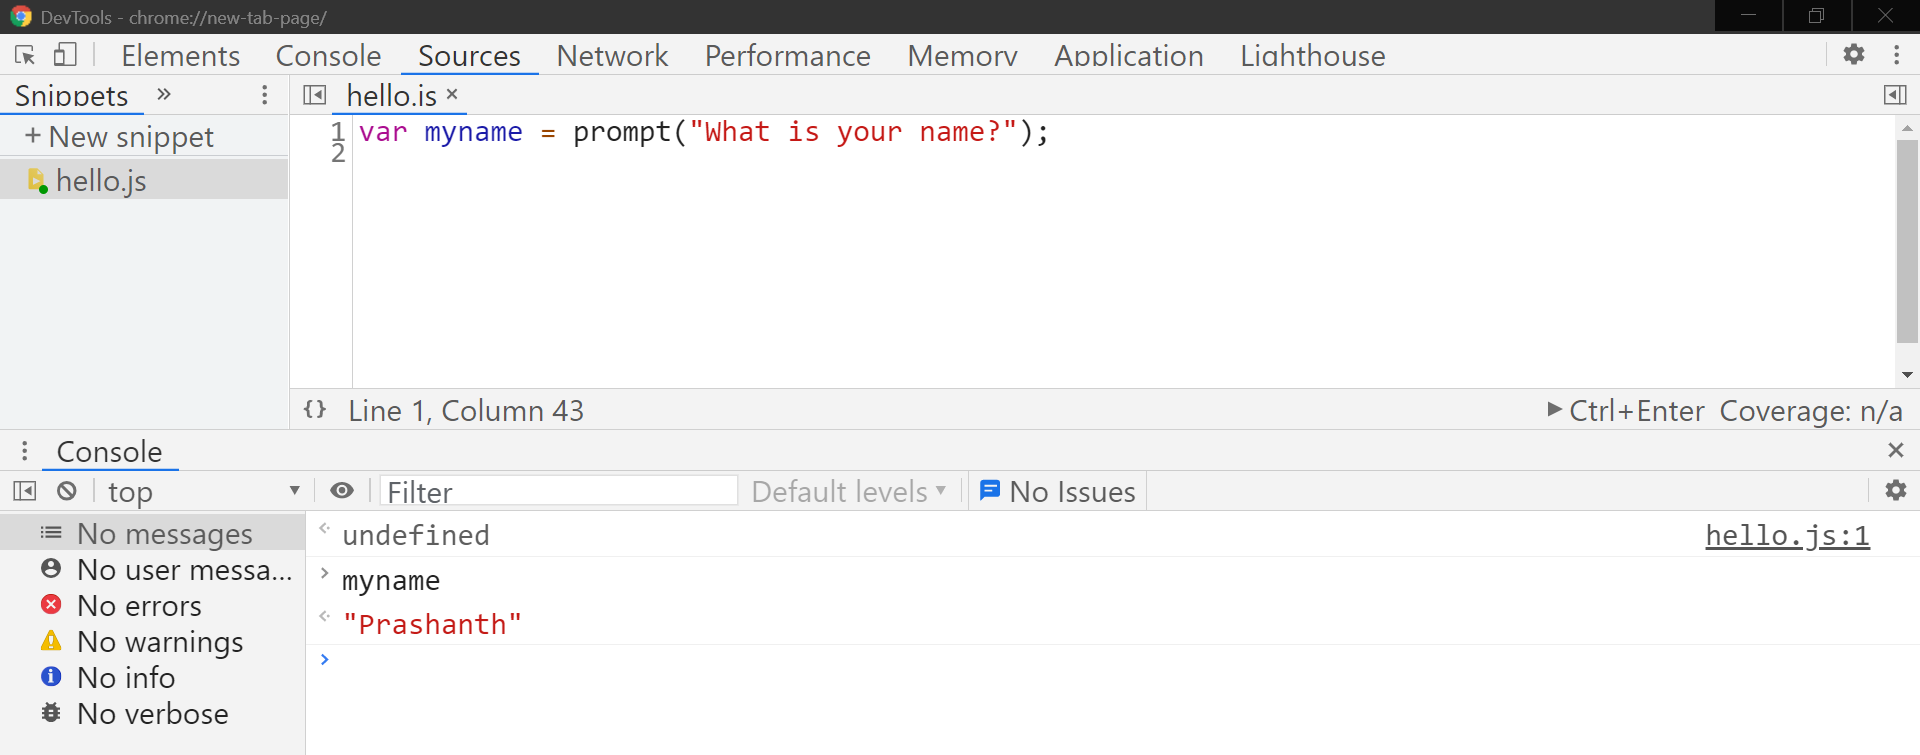 DevTools - chrome://new-tab-page/
Elements Console Sources Network Performance Memory Application Lighthouse
Snippets » hello.js ×
+ New snippet
hello.js
1 var myname = prompt("What is your name?");
2
{} Line 1, Column 43 Ctrl+Enter Coverage: n/a
Console
top Filter Default levels No Issues
No messages
No user messa...
No errors
No warnings
No info
No verbose
undefined hello.js:1
myname
"Prashanth"